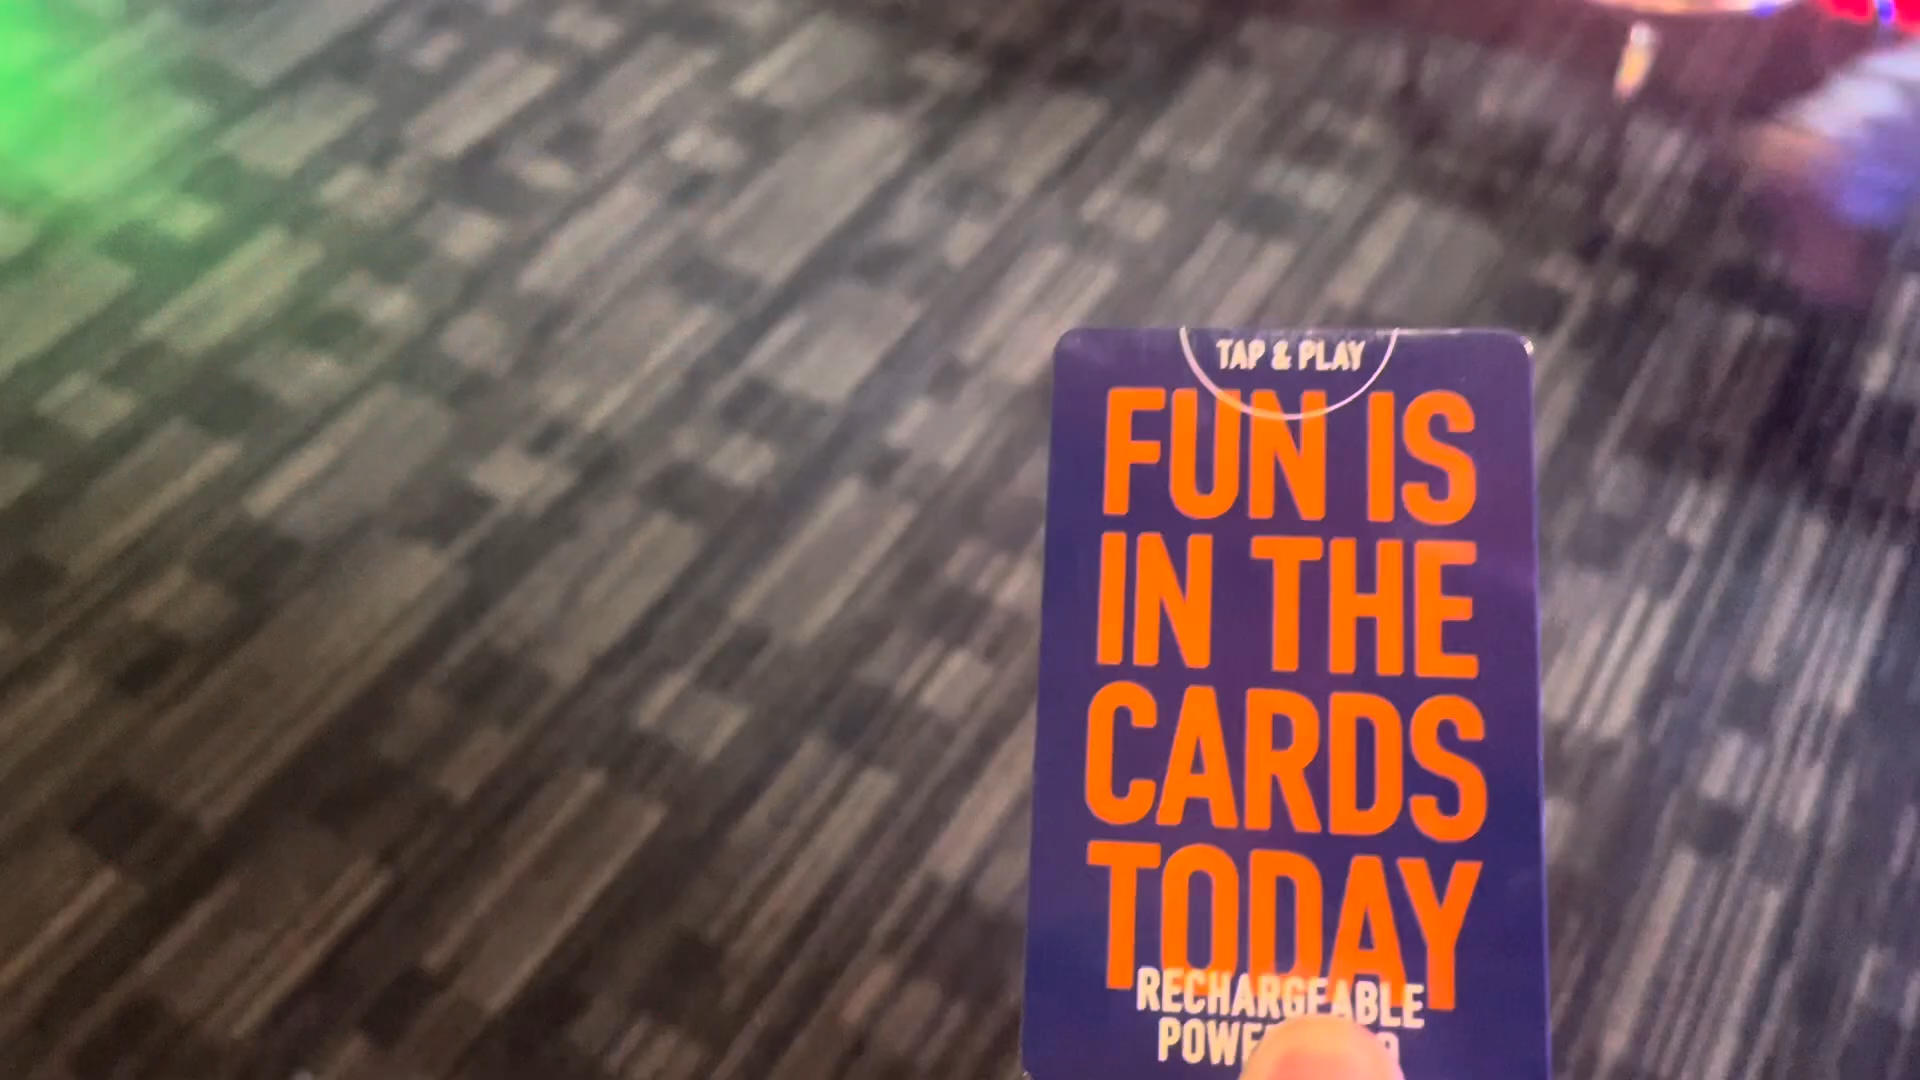 TAP & PLAY
FUN IS
IN THE
CARDS
TODAY
RECHARGEABLE